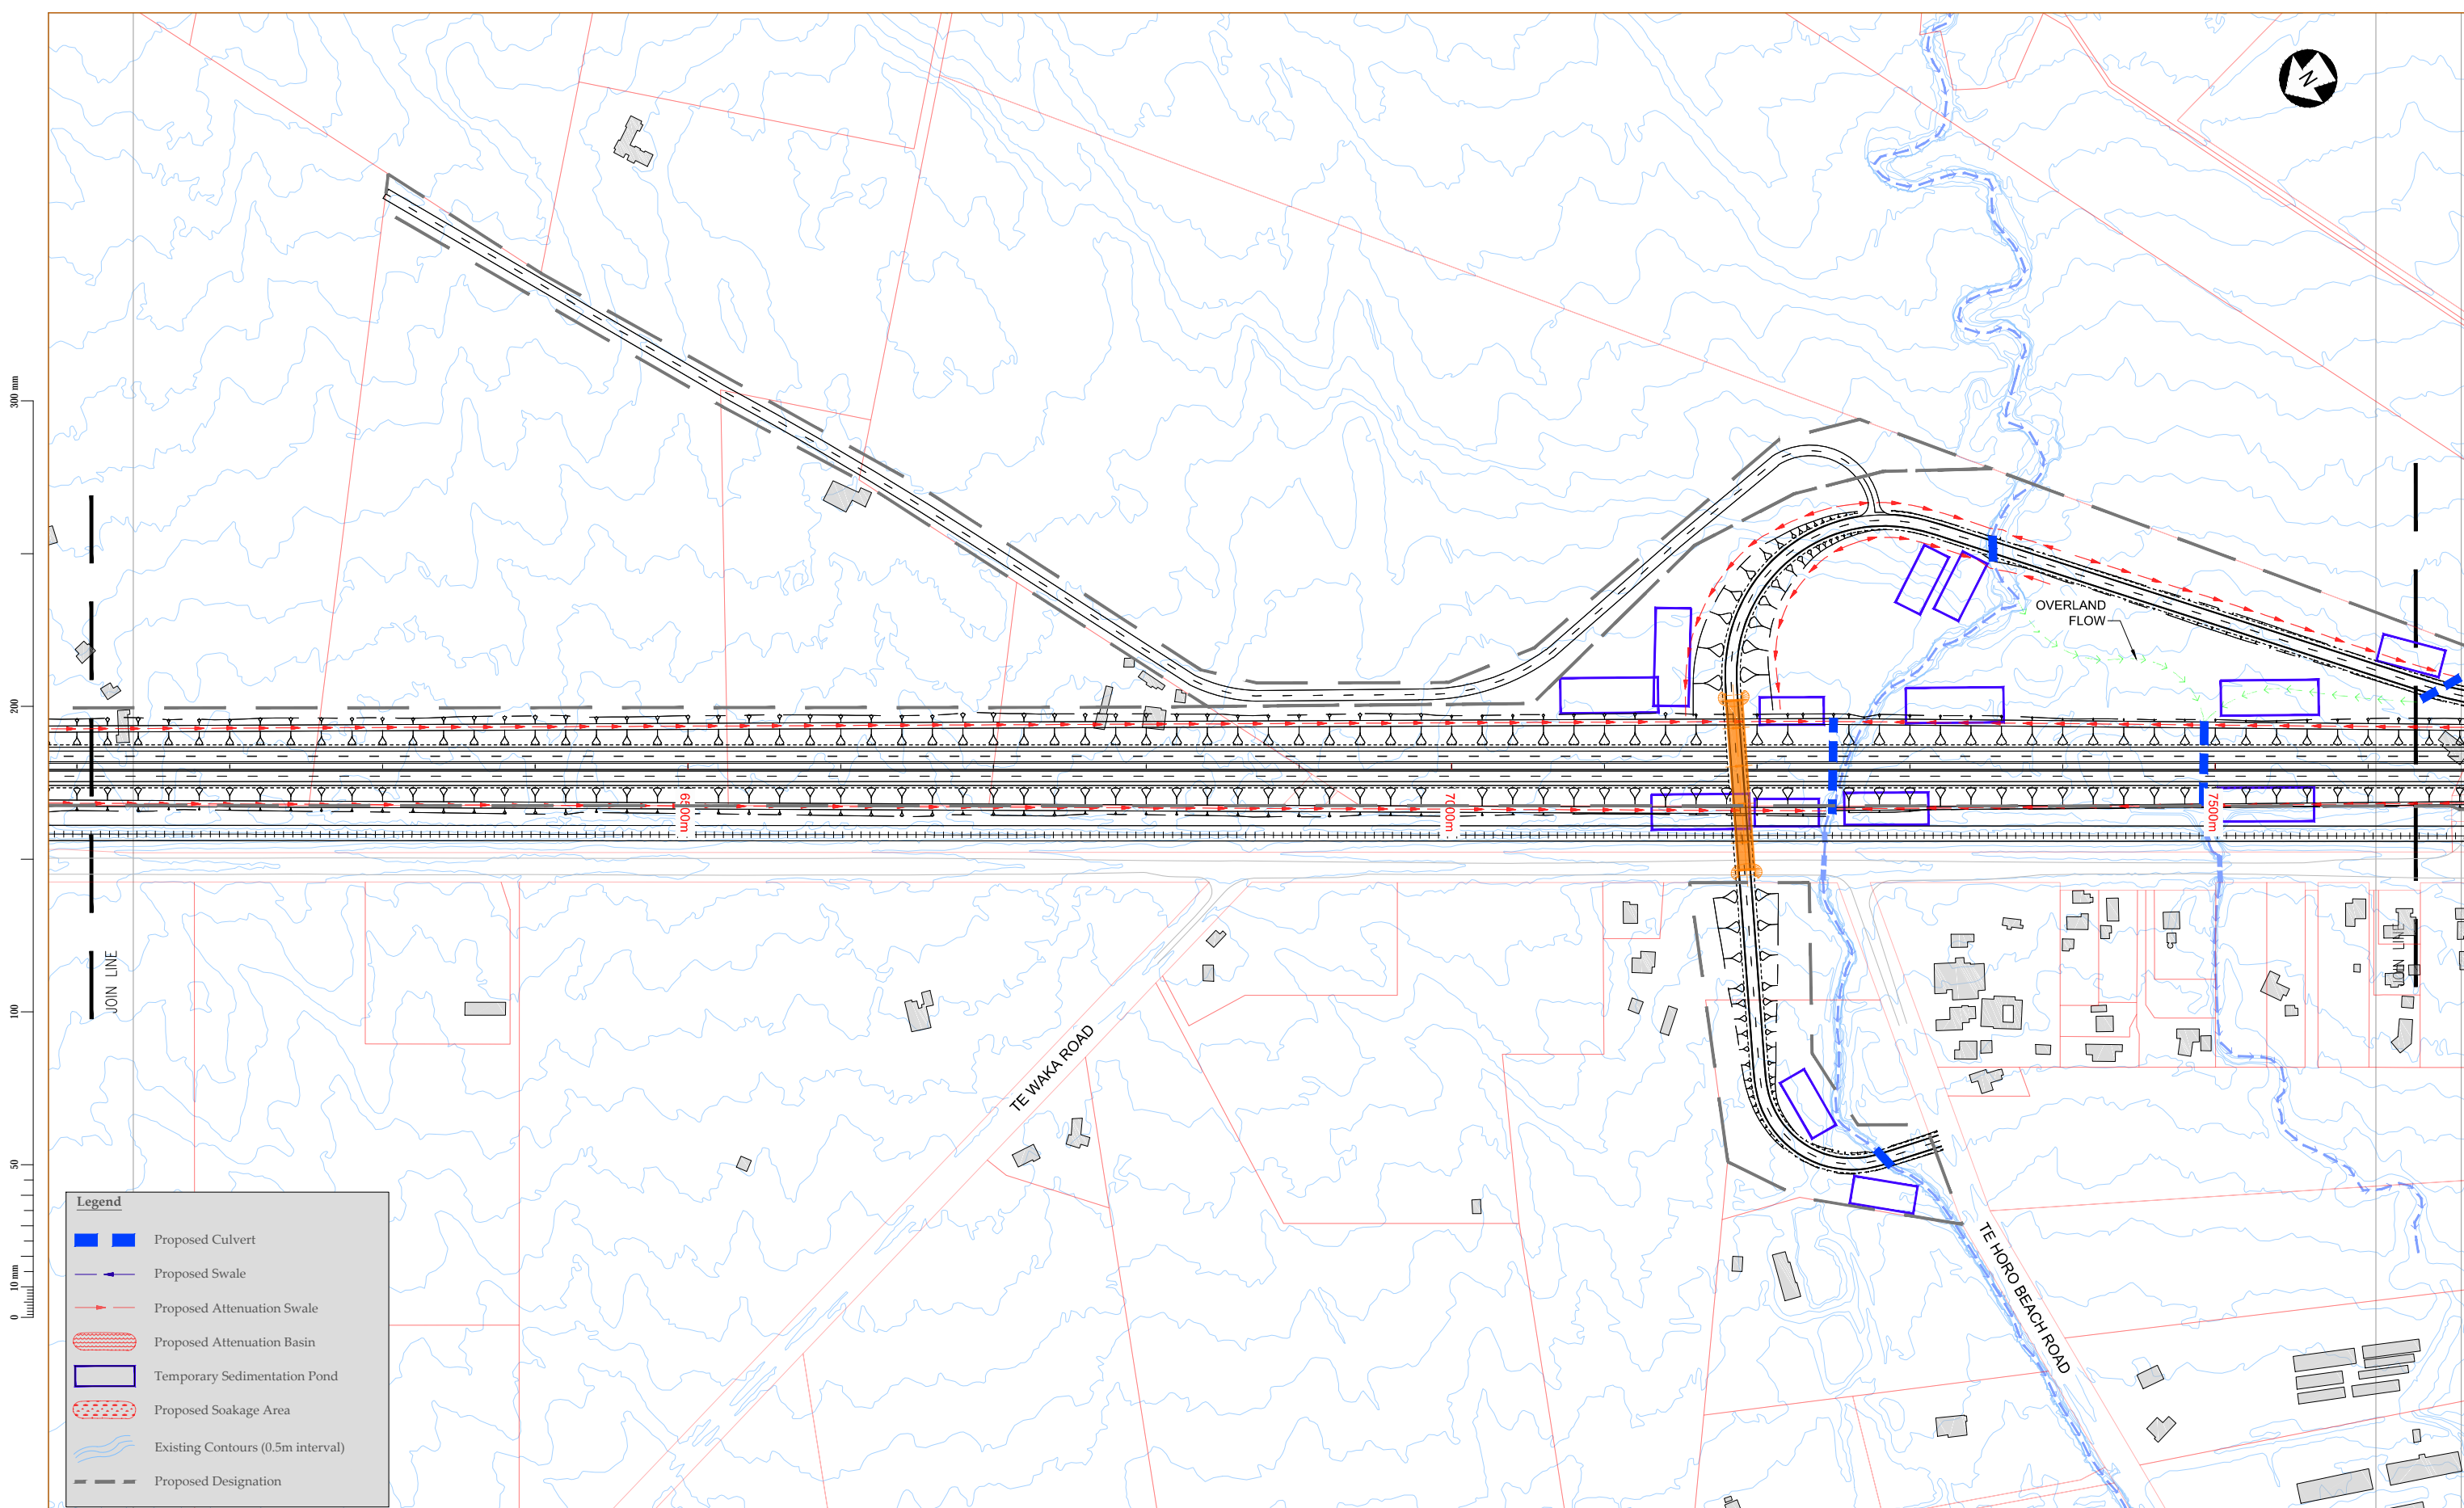 N
300 mm
200
100
50
10 mm
0
OVERLAND
FLOW
6500m
7000m
7500m
JOIN LINE
JOIN LINE
TE WAKA ROAD
TE HORO BEACH ROAD
Legend
Proposed Culvert
Proposed Swale
Proposed Attenuation Swale
Proposed Attenuation Basin
Temporary Sedimentation Pond
Proposed Soakage Area
Existing Contours (0.5m interval)
Proposed Designation